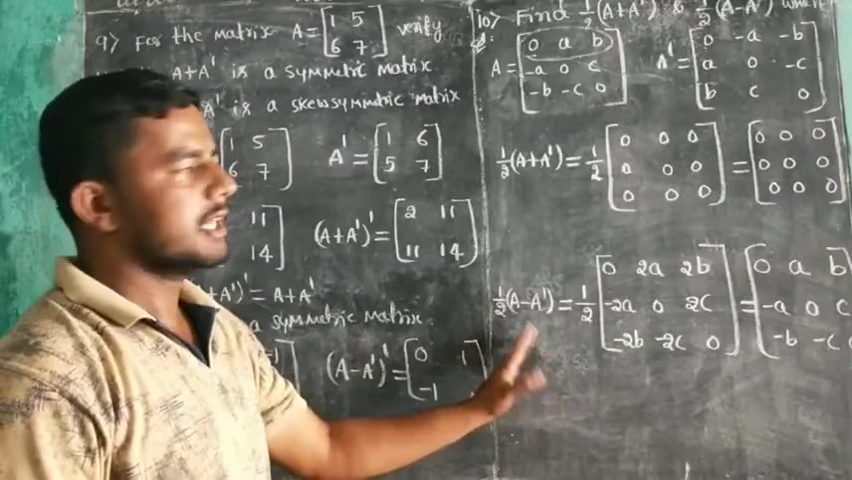 9> For the matrix A = [1 5
6 7] verify
A+A' is a symmetric matrix
A' is a skewsymmetric matrix
1 5
6 7] A' = [1 6
5 7]
11
14] (A+A')' = [2 11
11 14]
+A')' = A+A'
a symmetric matrix.
-1] (A-A')' = [0 1
-1
10> Find 1/2(A+A') & 1/2(A-A') when
A = [0 a b
-a 0 c
-b -c 0] A' = [0 -a -b
a 0 -c
b c 0]
1/2(A+A') = 1/2 [0 0 0
0 0 0
0 0 0] = [0 0 0
0 0 0
0 0 0]
1/2(A-A') = 1/2 [0 2a 2b
-2a 0 2c
-2b -2c 0] = [0 a b
-a 0 c
-b -c